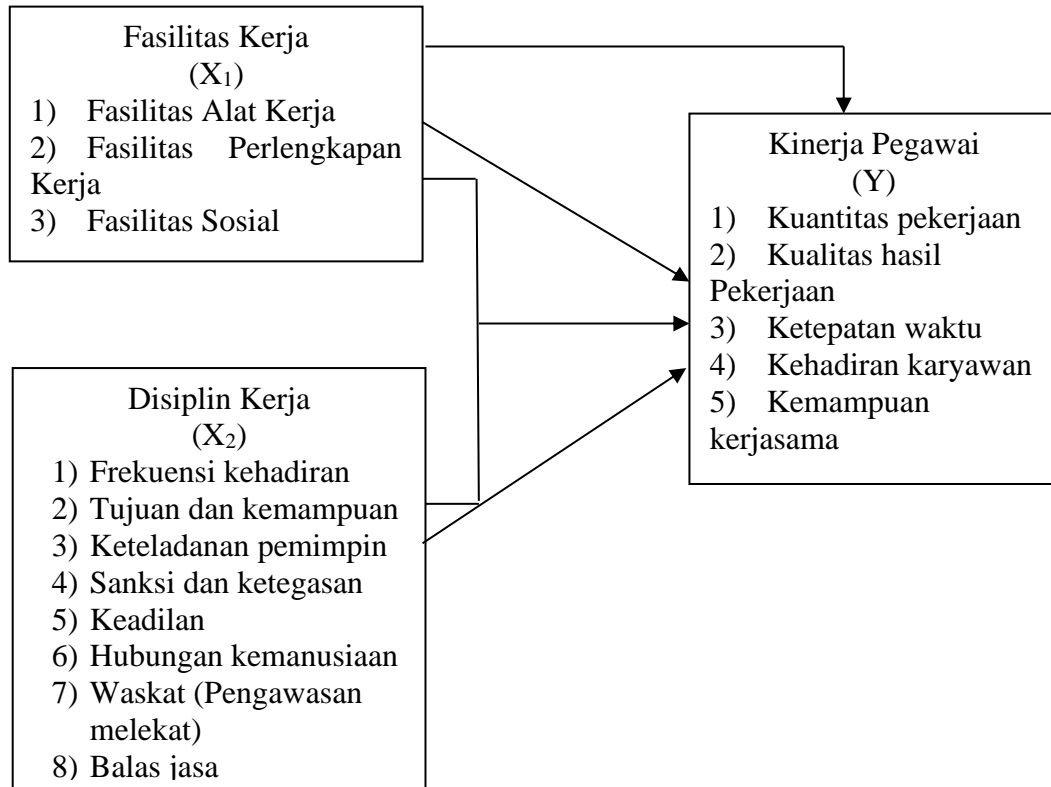 Fasilitas Kerja
(X₁)
1) Fasilitas Alat Kerja
2) Fasilitas Perlengkapan
Kerja
3) Fasilitas Sosial
Kinerja Pegawai
(Y)
1) Kuantitas pekerjaan
2) Kualitas hasil
Pekerjaan
3) Ketepatan waktu
4) Kehadiran karyawan
5) Kemampuan
kerjasama
Disiplin Kerja
(X₂)
1) Frekuensi kehadiran
2) Tujuan dan kemampuan
3) Keteladanan pemimpin
4) Sanksi dan ketegasan
5) Keadilan
6) Hubungan kemanusiaan
7) Waskat (Pengawasan
melekat)
8) Balas jasa